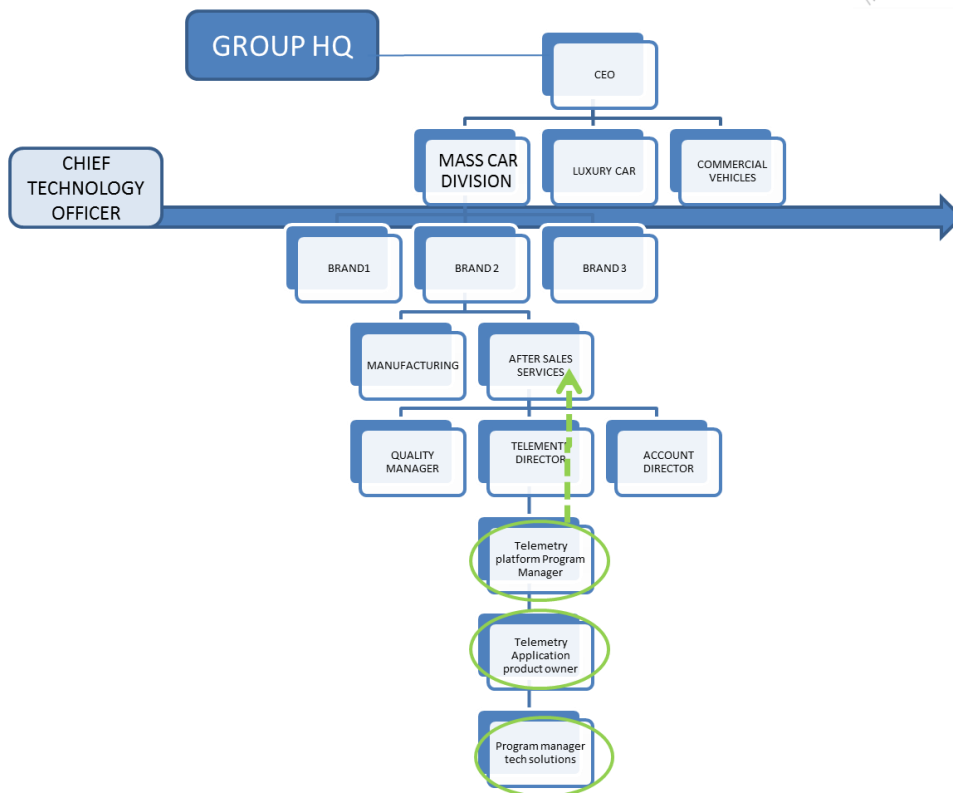 GROUP HQ
CEO
MASS CAR
DIVISION
LUXURY CAR
COMMERCIAL
VEHICLES
CHIEF
TECHNOLOGY
OFFICER
BRAND1
BRAND 2
BRAND 3
MANUFACTURING
AFTER SALES
SERVICES
QUALITY
MANAGER
DIRECTOR
ACCOUNT
DIRECTOR
Telemetry
platform Program
Manager
Telemetry
Application
product owner
Program manager
tech solutions